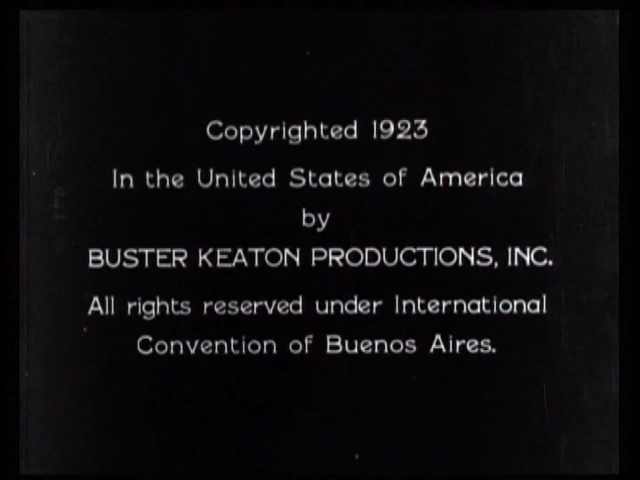 Copyrighted 1923
In the United States of America
by
BUSTER KEATON PRODUCTIONS, INC.
All rights reserved under International
Convention of Buenos Aires.